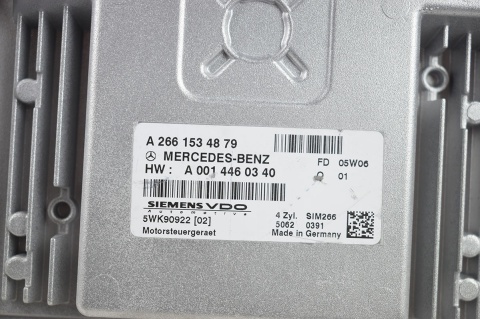 A 266 153 48 79
MERCEDES-BENZ FD 05W06
HW : A 001 446 03 40 Q 01
SIEMENS VDO
Automotive 4 Zyl. SIM266
5WK90922 [02] 5062 0391
Motorsteuergeraet Made in Germany